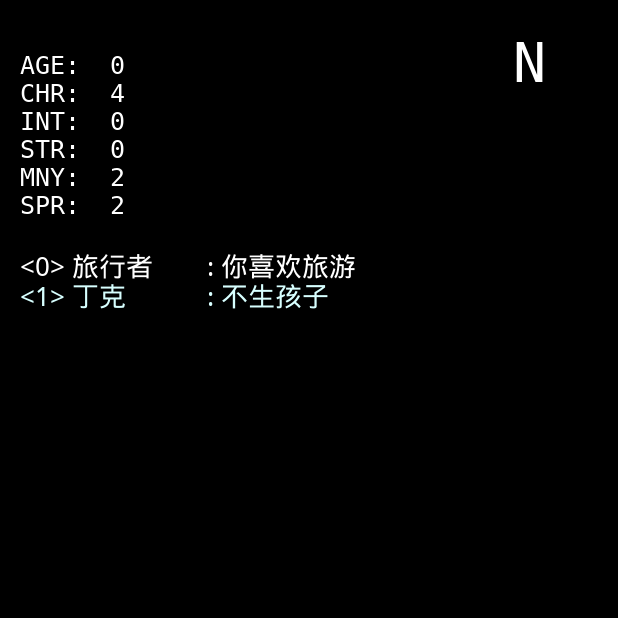 N
AGE: 0
CHR: 4
INT: 0
STR: 0
MNY: 2
SPR: 2
<0> 旅行者 : 你喜欢旅游
<1> 丁克 : 不生孩子